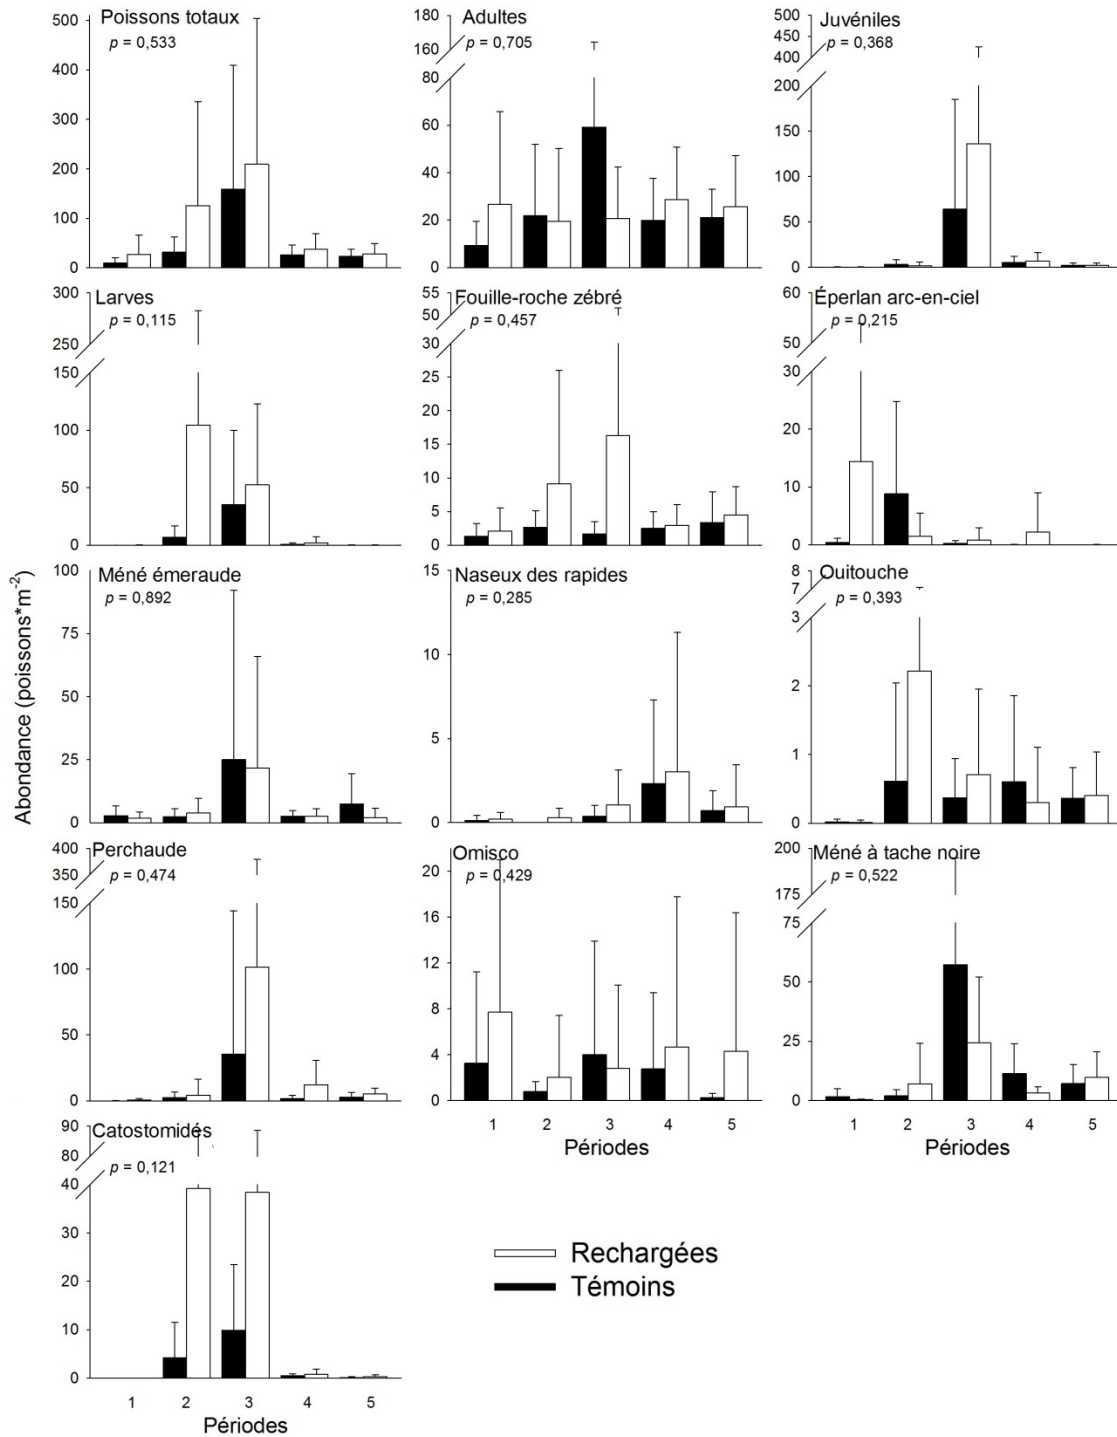 Poissons totaux
p = 0,533
500
400
300
200
100
0
Adultes
p = 0,705
180
160
80
60
40
20
0
Juvéniles
p = 0,368
500
450
400
200
150
100
50
0
Larves
p = 0,115
300
250
150
100
50
0
Fouille-roche zébré
p = 0,457
55
50
30
25
20
15
10
5
0
Éperlan arc-en-ciel
p = 0,215
60
50
30
20
10
0
Abondance (poissons*m-2)
Méné émeraude
p = 0,892
100
75
50
25
0
Naseux des rapides
p = 0,285
15
10
5
0
Ouitouche
p = 0,393
8
7
3
2
1
0
Perchaude
p = 0,474
400
350
150
100
50
0
Omisco
p = 0,429
20
16
12
8
4
0
1 2 3 4 5
Périodes
Méné à tache noire
p = 0,522
200
175
75
50
25
0
1 2 3 4 5
Périodes
Catostomidés
p = 0,121
90
80
40
30
20
10
0
1 2 3 4 5
Périodes
Rechargées
Témoins